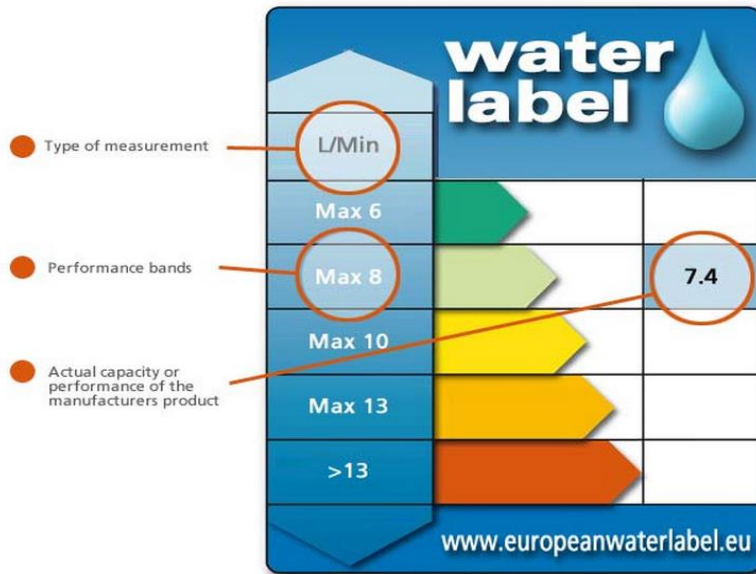 water
label
Type of measurement
L/Min
Max 6
Performance bands
Max 8
7.4
Max 10
Actual capacity or
performance of the
manufacturers product
Max 13
>13
www.europeanwaterlabel.eu